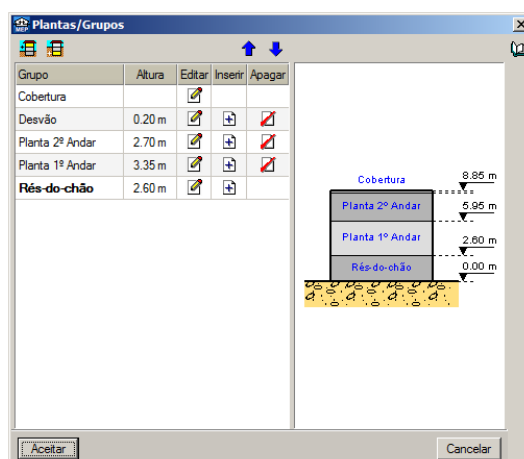 MEP
Plantas/Grupos
Grupo Altura Editar Inserir Apagar
Cobertura
Desvão 0.20 m
Planta 2º Andar 2.70 m
Planta 1º Andar 3.35 m
Rés-do-chão 2.60 m
Cobertura 8.85 m
Planta 2º Andar 5.95 m
Planta 1º Andar 2.60 m
Rés-do-chão 0.00 m
Aceitar Cancelar